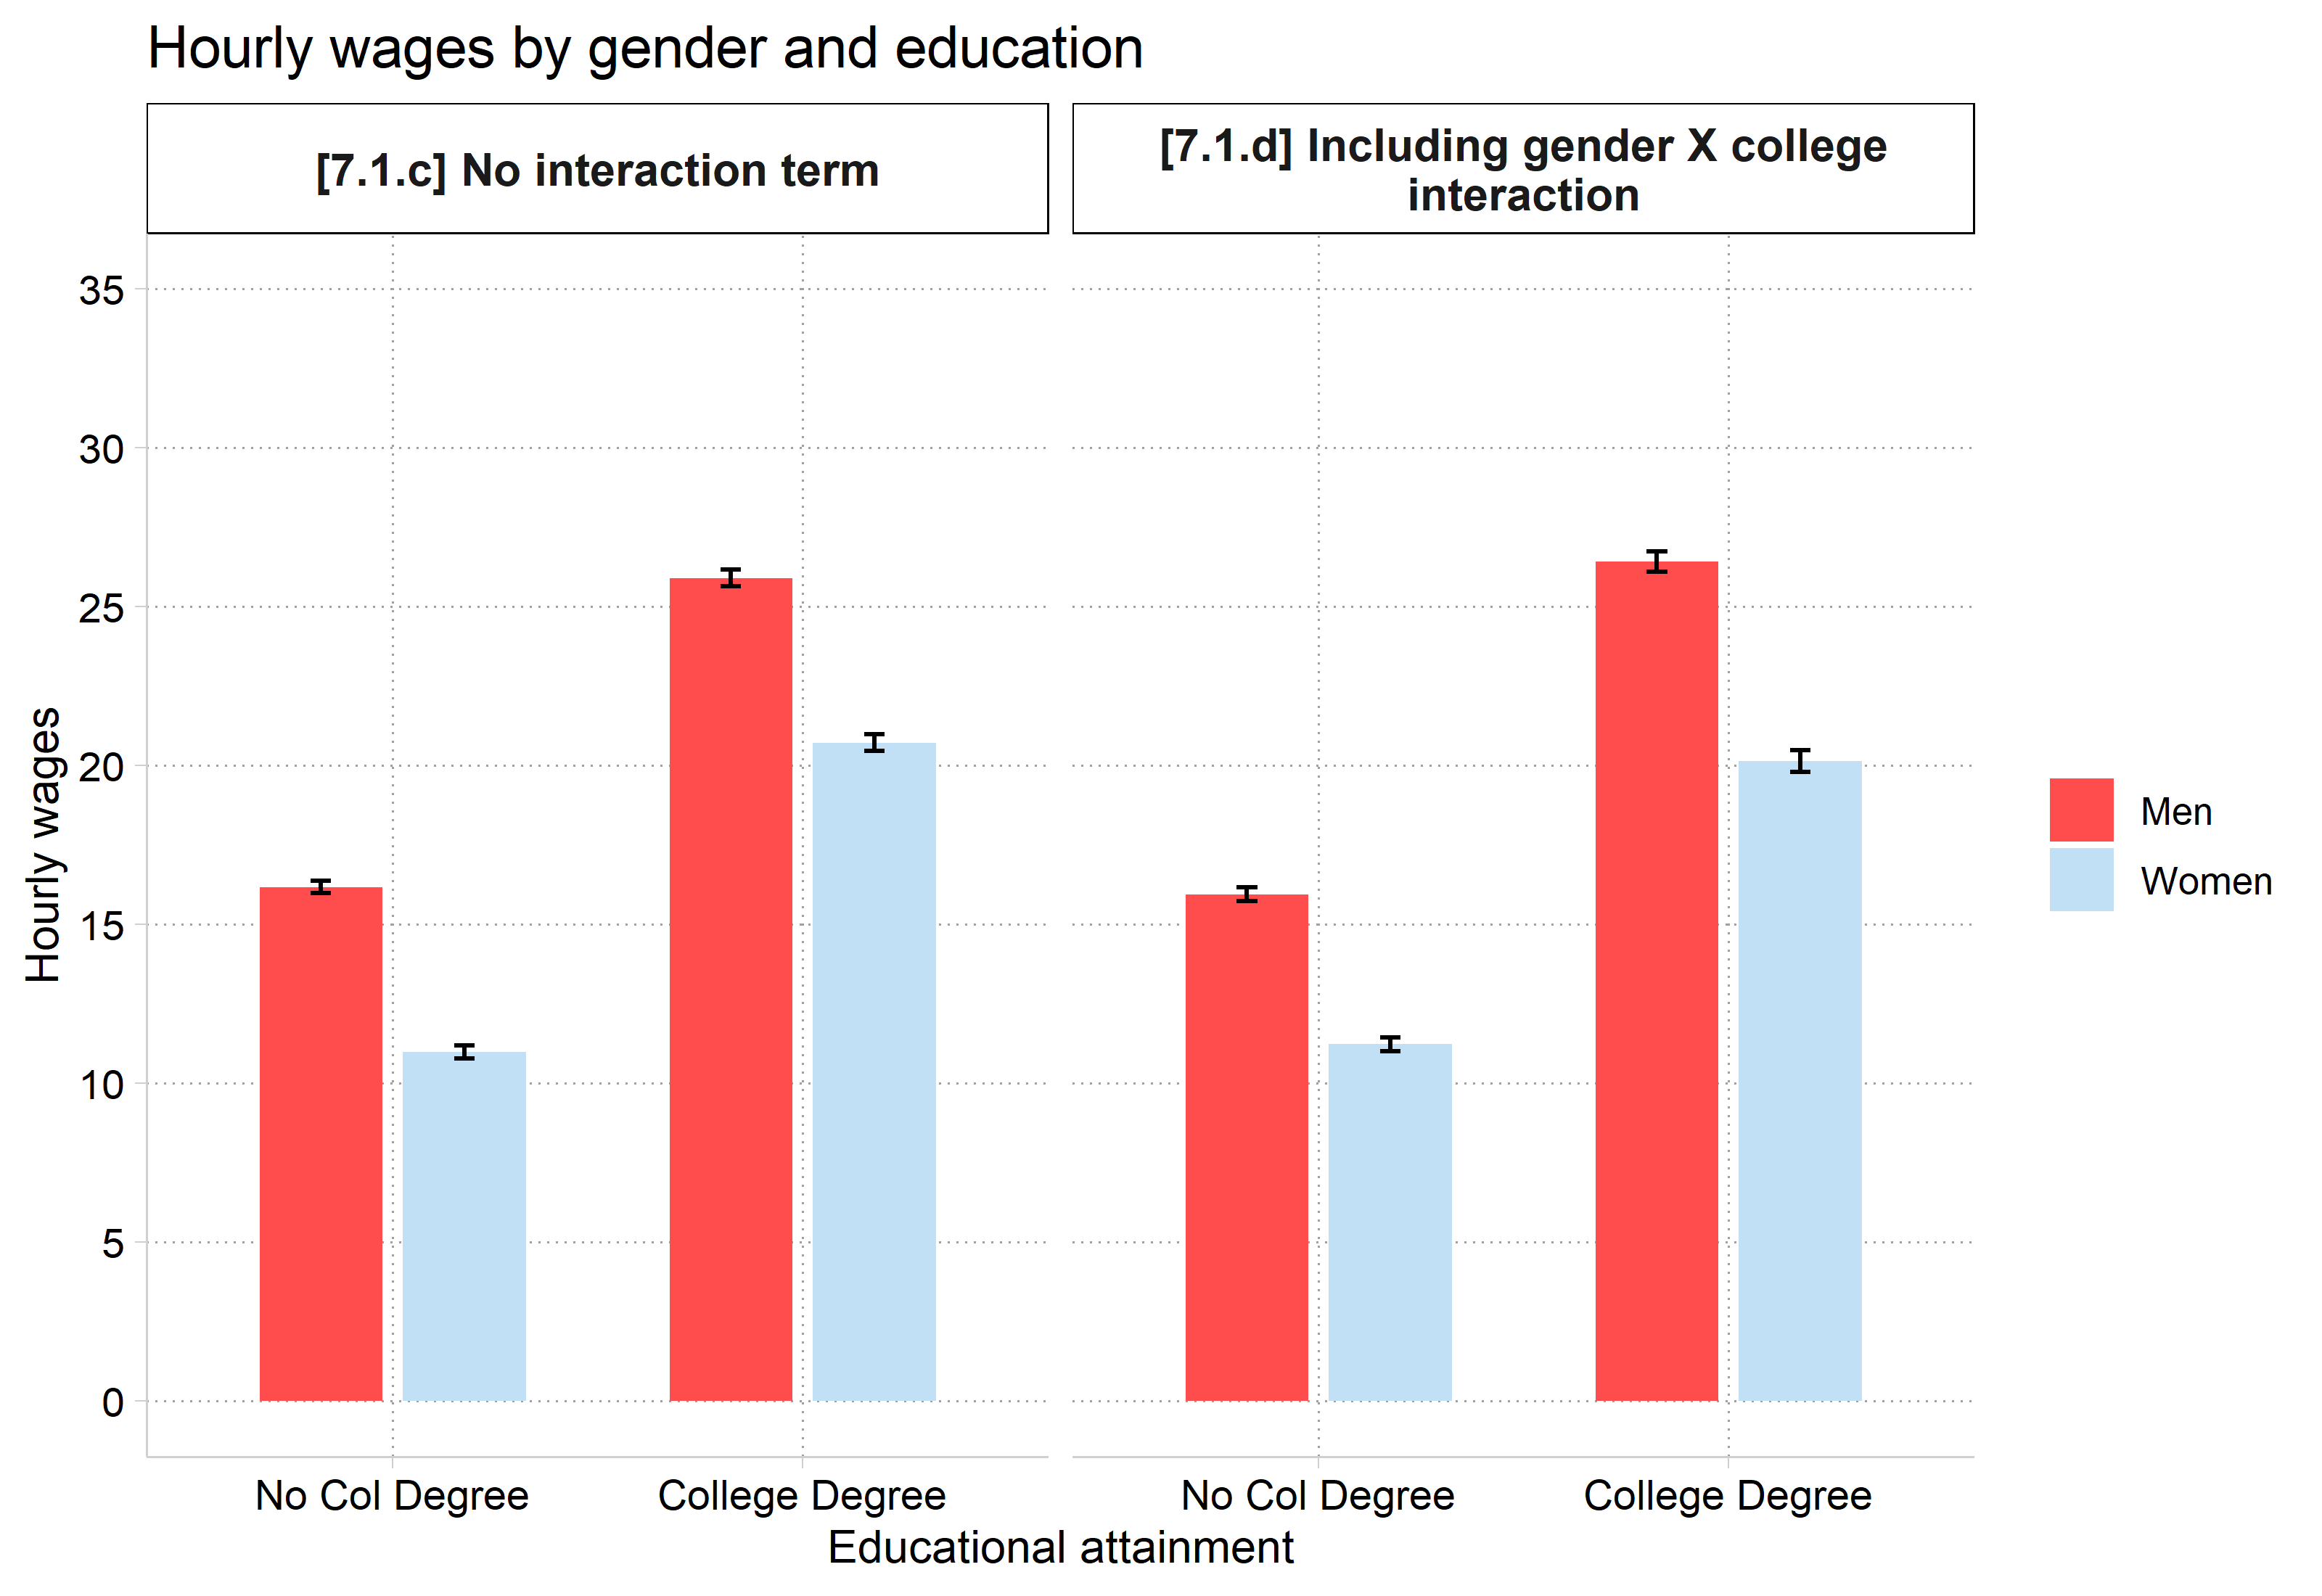 Hourly wages by gender and education
[7.1.c] No interaction term
[7.1.d] Including gender X college
interaction
35
30
25
20
15
10
5
0
Hourly wages
No Col Degree
College Degree
No Col Degree
College Degree
Educational attainment
Men
Women